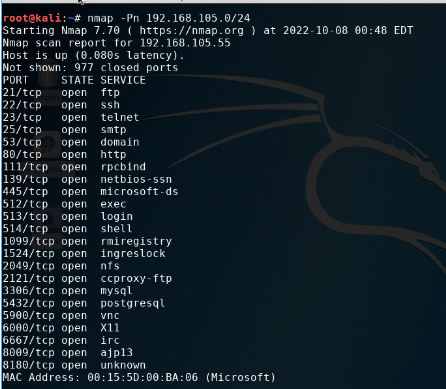 root@kali:~# nmap -Pn 192.168.105.0/24
Starting Nmap 7.70 ( https://nmap.org ) at 2022-10-08 00:48 EDT
Nmap scan report for 192.168.105.55
Host is up (0.080s latency).
Not shown: 977 closed ports
PORT     STATE SERVICE
21/tcp   open  ftp
22/tcp   open  ssh
23/tcp   open  telnet
25/tcp   open  smtp
53/tcp   open  domain
80/tcp   open  http
111/tcp  open  rpcbind
139/tcp  open  netbios-ssn
445/tcp  open  microsoft-ds
512/tcp  open  exec
513/tcp  open  login
514/tcp  open  shell
1099/tcp open  rmiregistry
1524/tcp open  ingreslock
2049/tcp open  nfs
2121/tcp open  ccproxy-ftp
3306/tcp open  mysql
5432/tcp open  postgresql
5900/tcp open  vnc
6000/tcp open  X11
6667/tcp open  irc
8009/tcp open  ajp13
8180/tcp open  unknown
MAC Address: 00:15:5D:00:BA:06 (Microsoft)